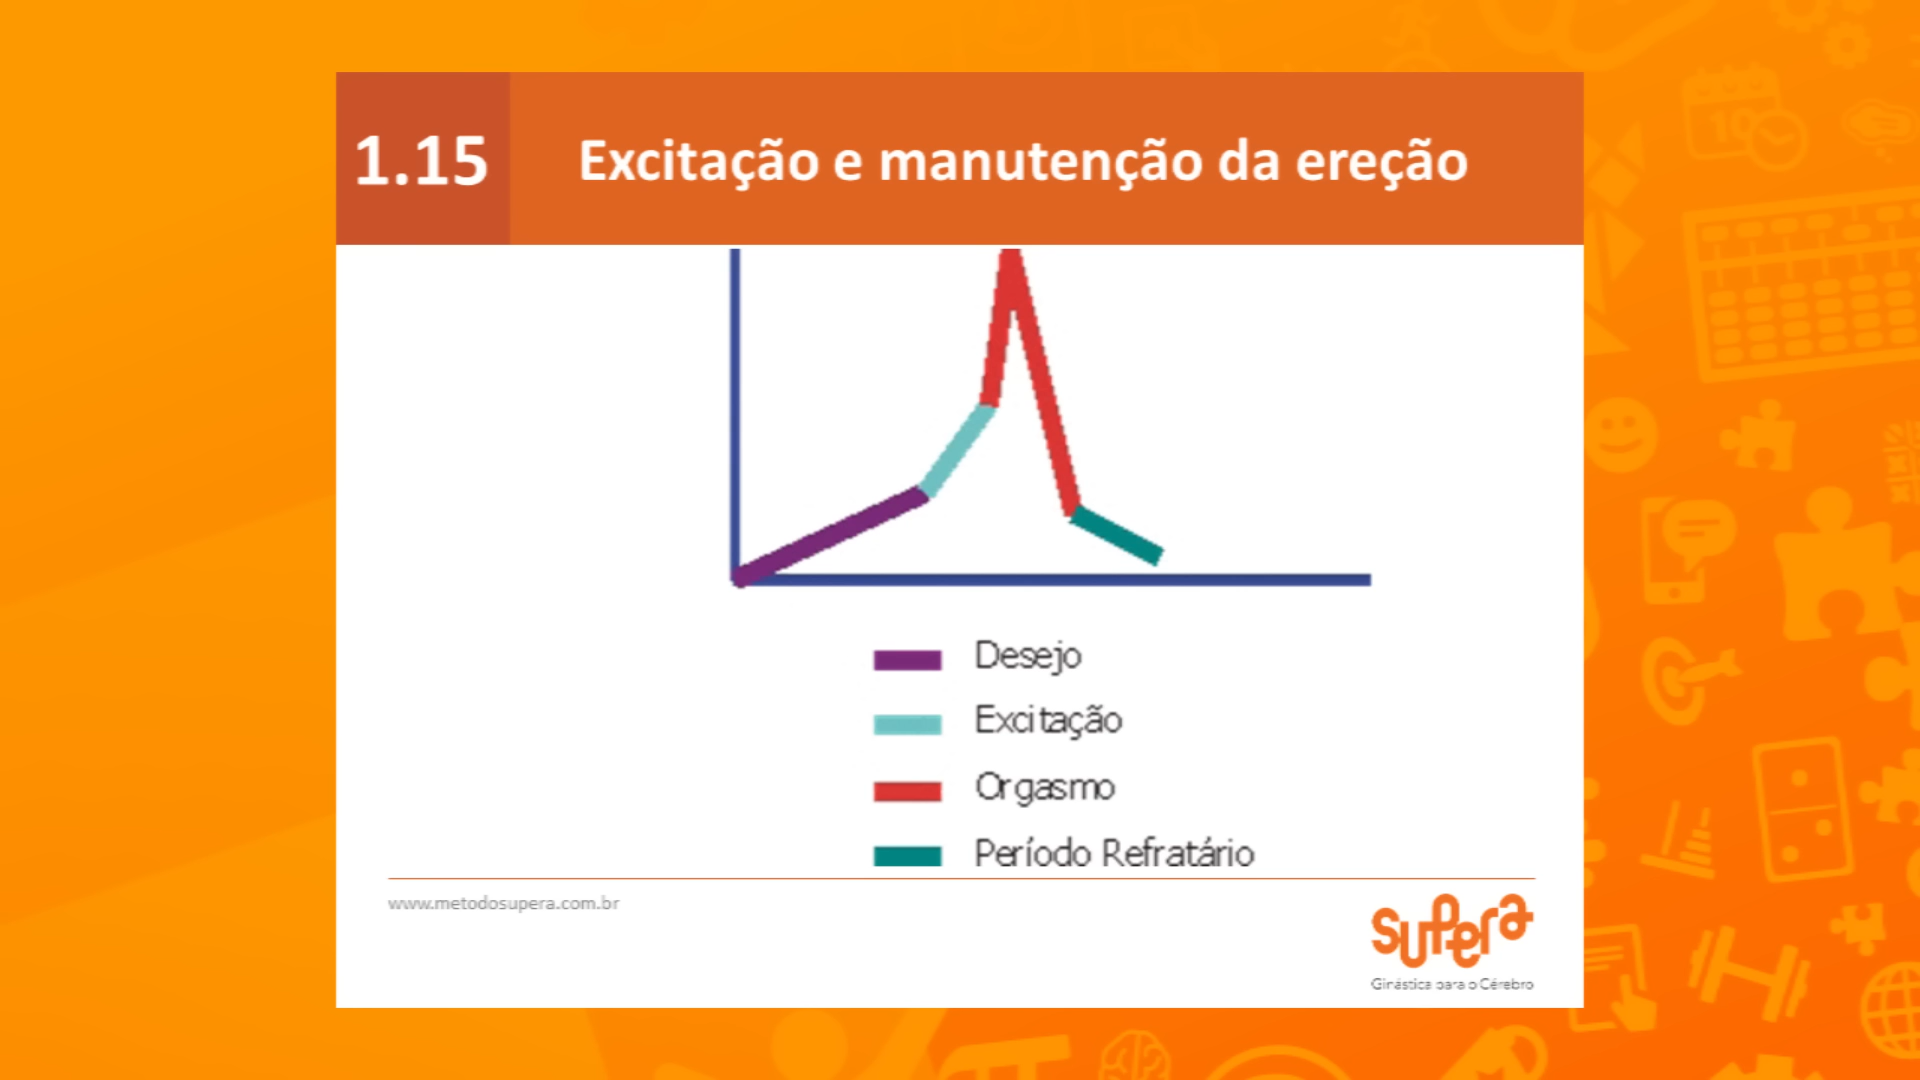 1.15
Excitação e manutenção da ereção
Desejo
Excitação
Orgasmo
Período Refratário
www.metodosupera.com.br
supera
Ginástica para o Cérebro
10